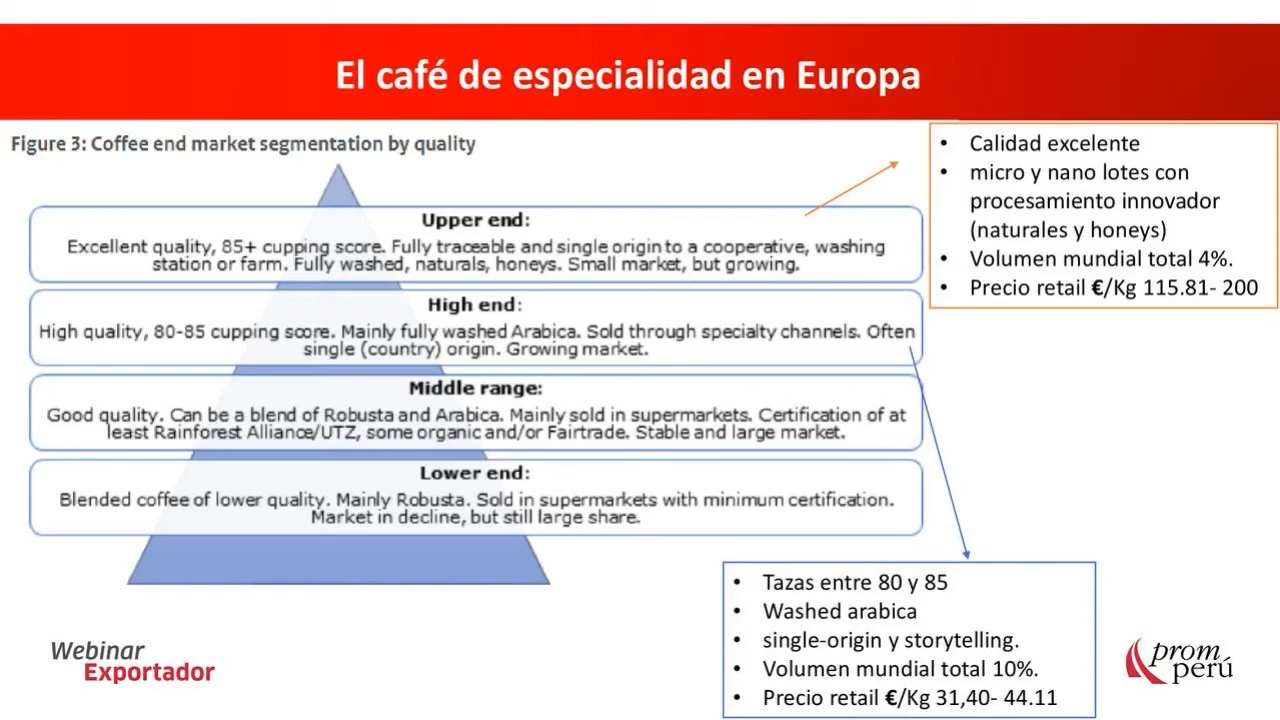 El café de especialidad en Europa
Figure 3: Coffee end market segmentation by quality
Upper end:
Excellent quality, 85+ cupping score. Fully traceable and single origin to a cooperative, washing
station or farm. Fully washed, naturals, honeys. Small market, but growing.
High end:
High quality, 80-85 cupping score. Mainly fully washed Arabica. Sold through specialty channels. Often
single (country) origin. Growing market.
Middle range:
Good quality. Can be a blend of Robusta and Arabica. Mainly sold in supermarkets. Certification of at
least Rainforest Alliance/UTZ, some organic and/or Fairtrade. Stable and large market.
Lower end:
Blended coffee of lower quality. Mainly Robusta. Sold in supermarkets with minimum certification.
Market in decline, but still large share.
• Calidad excelente
• micro y nano lotes con
procesamiento innovador
(naturales y honeys)
• Volumen mundial total 4%.
• Precio retail €/Kg 115.81- 200
• Tazas entre 80 y 85
• Washed arabica
• single-origin y storytelling.
• Volumen mundial total 10%.
• Precio retail €/Kg 31,40- 44.11
Webinar
Exportador
prom
perú